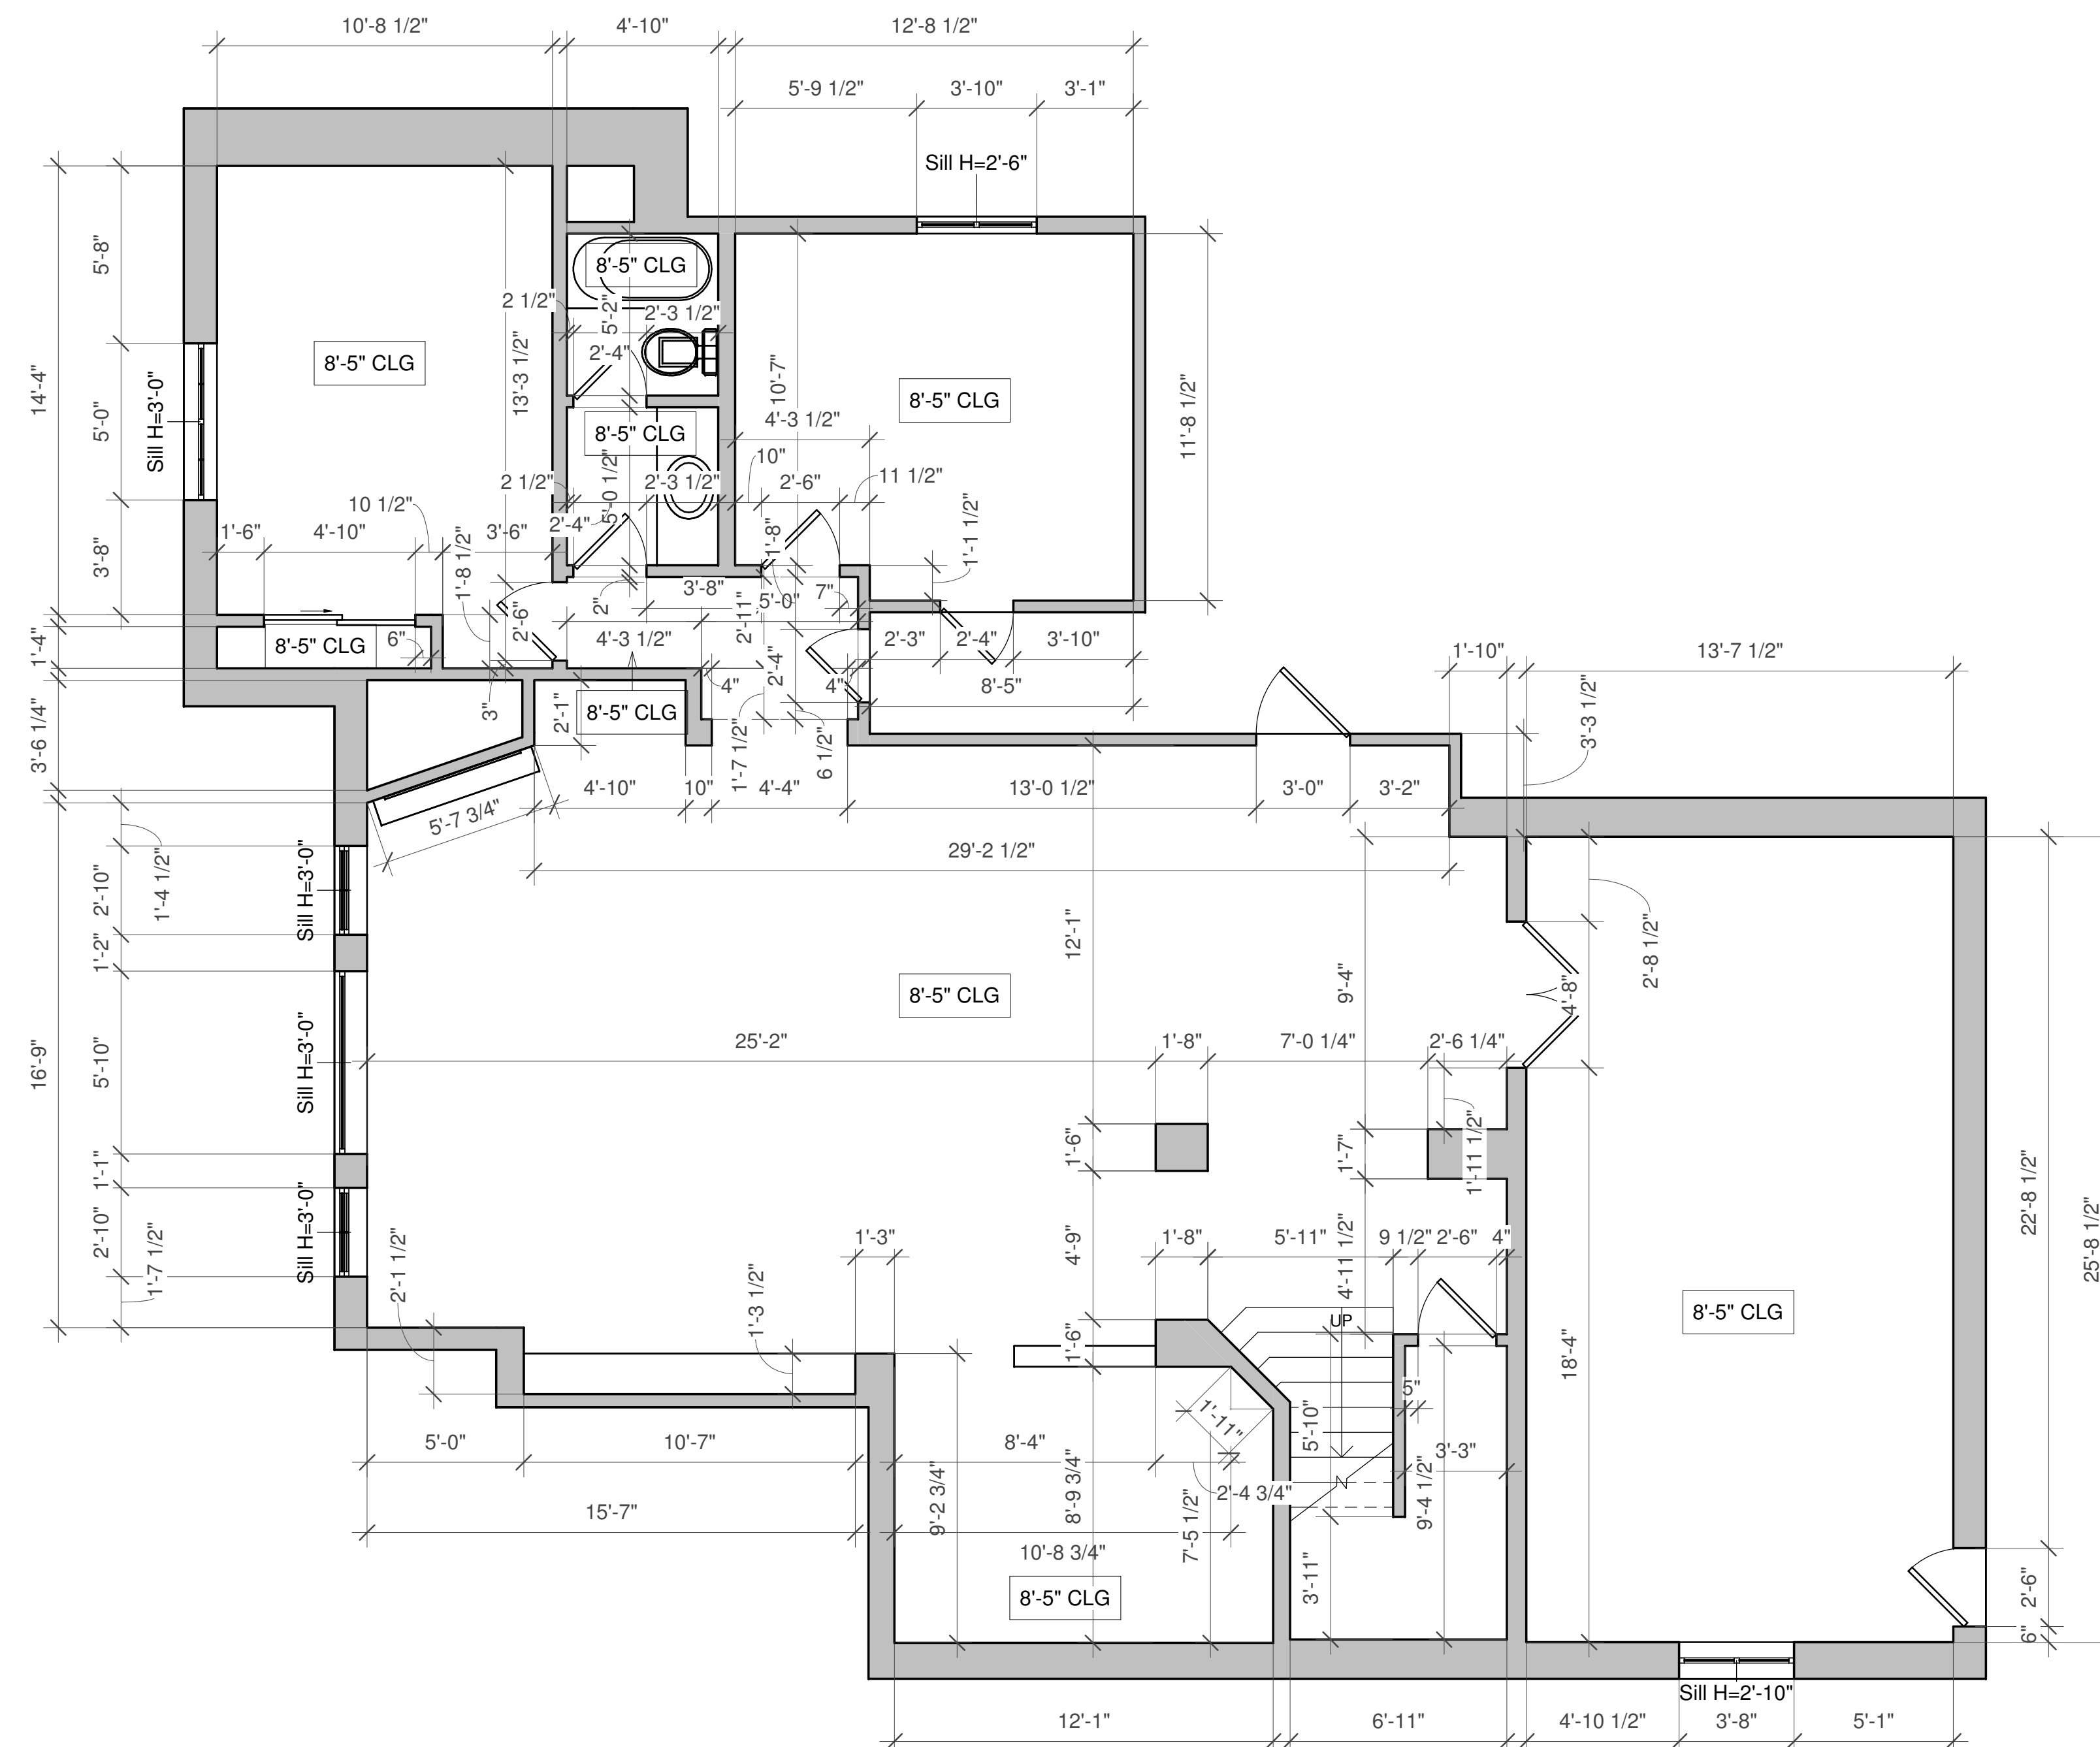 10'-8 1/2" 4'-10" 12'-8 1/2"
5'-9 1/2" 3'-10" 3'-1"
Sill H=2'-6"
5'-8"
8'-5" CLG
2 1/2" 5'-2" 2'-3 1/2"
14'-4" 5'-0" Sill H=3'-0" 8'-5" CLG 13'-3 1/2" 2'-4" 10'-7" 8'-5" CLG 11'-8 1/2"
8'-5" CLG 4'-3 1/2"
10"
2 1/2" 5'-0 1/2" 2'-3 1/2" 2'-6" 11 1/2"
10 1/2"
3'-8" 1'-6" 4'-10" 1'-8 1/2" 3'-6" 2'-4" 1'-8" 1'-1 1/2"
3'-8" 7"
2" 5'-0"
1'-4" 8'-5" CLG 6" 2'-6" 4'-3 1/2" 2'-11" 2'-3" 2'-4" 3'-10"
1'-10" 13'-7 1/2"
4" 2'-4" 4" 8'-5"
3'-6 1/4" 3" 2'-1" 8'-5" CLG 3'-3 1/2"
1'-7 1/2" 6 1/2"
5'-7 3/4" 4'-10" 10" 4'-4" 13'-0 1/2" 3'-0" 3'-2"
29'-2 1/2"
2'-10" 1'-4 1/2" Sill H=3'-0"
1'-2" 12'-1" 9'-4" 2'-8 1/2"
8'-5" CLG 4'-8"
16'-9" 5'-10" Sill H=3'-0" 25'-2" 1'-8" 7'-0 1/4" 2'-6 1/4"
1'-1" 1'-6" 1'-7" 1'-11 1/2" 22'-8 1/2"
2'-10" 1'-7 1/2" Sill H=3'-0" 1'-3" 4'-9" 1'-8" 5'-11" 4'-11 1/2" 9 1/2" 2'-6" 4" 25'-8 1/2"
2'-1 1/2" 1'-3 1/2" UP 8'-5" CLG
1'-6" 18'-4"
5"
1'-11" 5'-10"
5'-0" 10'-7" 8'-4" 3'-3"
9'-2 3/4" 8'-9 3/4" 2'-4 3/4" 9'-4 1/2"
15'-7" 7'-5 1/2"
10'-8 3/4"
8'-5" CLG 3'-11" 2'-6"
6"
Sill H=2'-10"
12'-1" 6'-11" 4'-10 1/2" 3'-8" 5'-1"